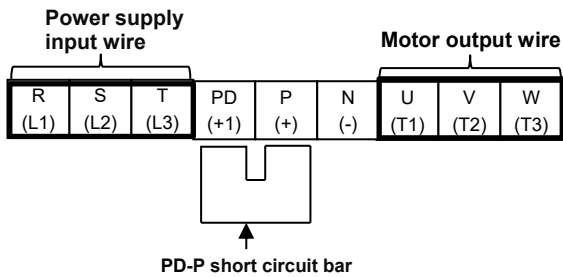 Power supply
input wire
Motor output wire
R S T PD P N U V W
(L1) (L2) (L3) (+1) (+) (-) (T1) (T2) (T3)
PD-P short circuit bar